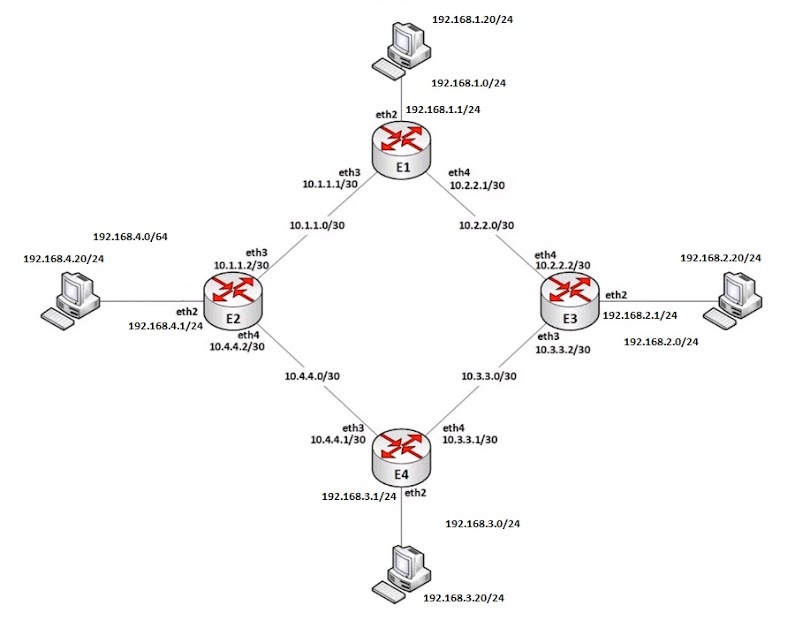 192.168.1.20/24
192.168.1.0/24
192.168.1.1/24
eth2
E1
eth3
10.1.1.1/30
eth4
10.2.2.1/30
10.1.1.0/30
10.2.2.0/30
192.168.4.0/64
192.168.4.20/24
eth3
10.1.1.2/30
eth4
10.2.2.2/30
192.168.2.20/24
eth2
192.168.4.1/24
E2
eth4
10.4.4.2/30
E3
eth2
192.168.2.1/24
eth3
10.3.3.2/30
192.168.2.0/24
10.4.4.0/30
10.3.3.0/30
eth3
10.4.4.1/30
eth4
10.3.3.1/30
E4
192.168.3.1/24
eth2
192.168.3.0/24
192.168.3.20/24